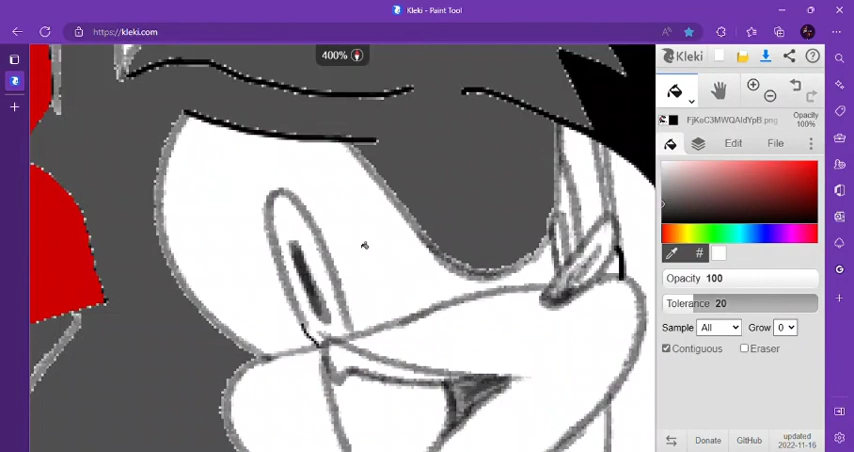 Kleki - Paint Tool
https://kleki.com
400%
Kleki
FjKoC3MWQAIdYpB.png
Opacity
100%
Edit
File
#
Opacity 100
Tolerance 20
Sample All
Grow 0
Contiguous
Eraser
Donate
GitHub
updated
2022-11-16